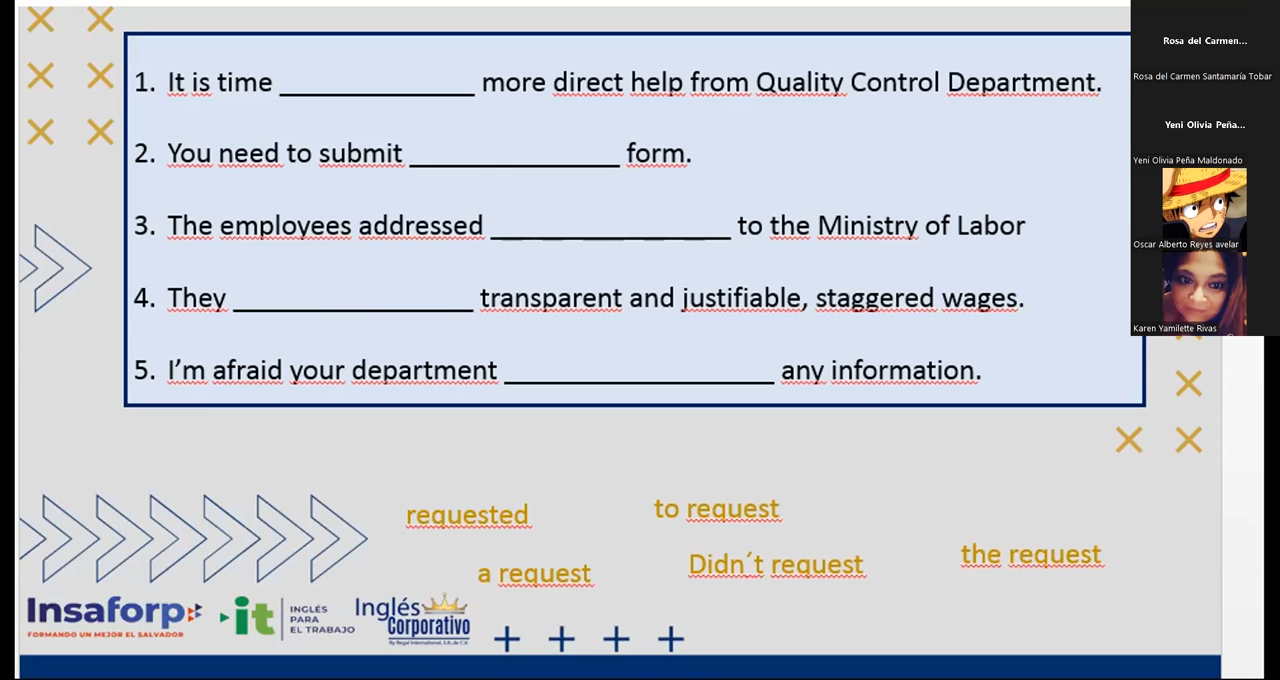 1. It is time ______________ more direct help from Quality Control Department.
2. You need to submit _______________ form.
3. The employees addressed _________________ to the Ministry of Labor
4. They _________________ transparent and justifiable, staggered wages.
5. I’m afraid your department ___________________ any information.
requested
to request
a request
Didn´t request
the request
Insaforp
FORMANDO UN MEJOR EL SALVADOR
it
INGLÉS
PARA
EL TRABAJO
Inglés
Corporativo
Rosa del Carmen...
Rosa del Carmen Santamaría Tobar
Yeni Olivia Peña...
Yeni Olivia Peña Maldonado
Oscar Alberto Reyes avelar
Karen Yamilette Rivas